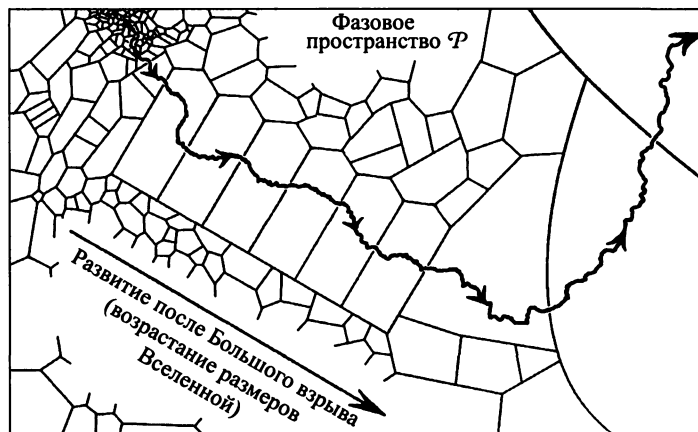 Фазовое
пространство 𝒫
Развитие после Большого взрыва
(возрастание размеров
Вселенной)